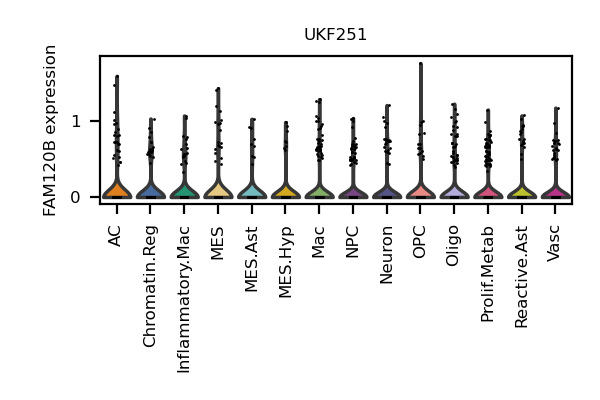 UKF251
FAM120B expression
1
0
AC
Chromatin.Reg
Inflammatory.Mac
MES
MES.Ast
MES.Hyp
Mac
NPC
Neuron
OPC
Oligo
Prolif.Metab
Reactive.Ast
Vasc